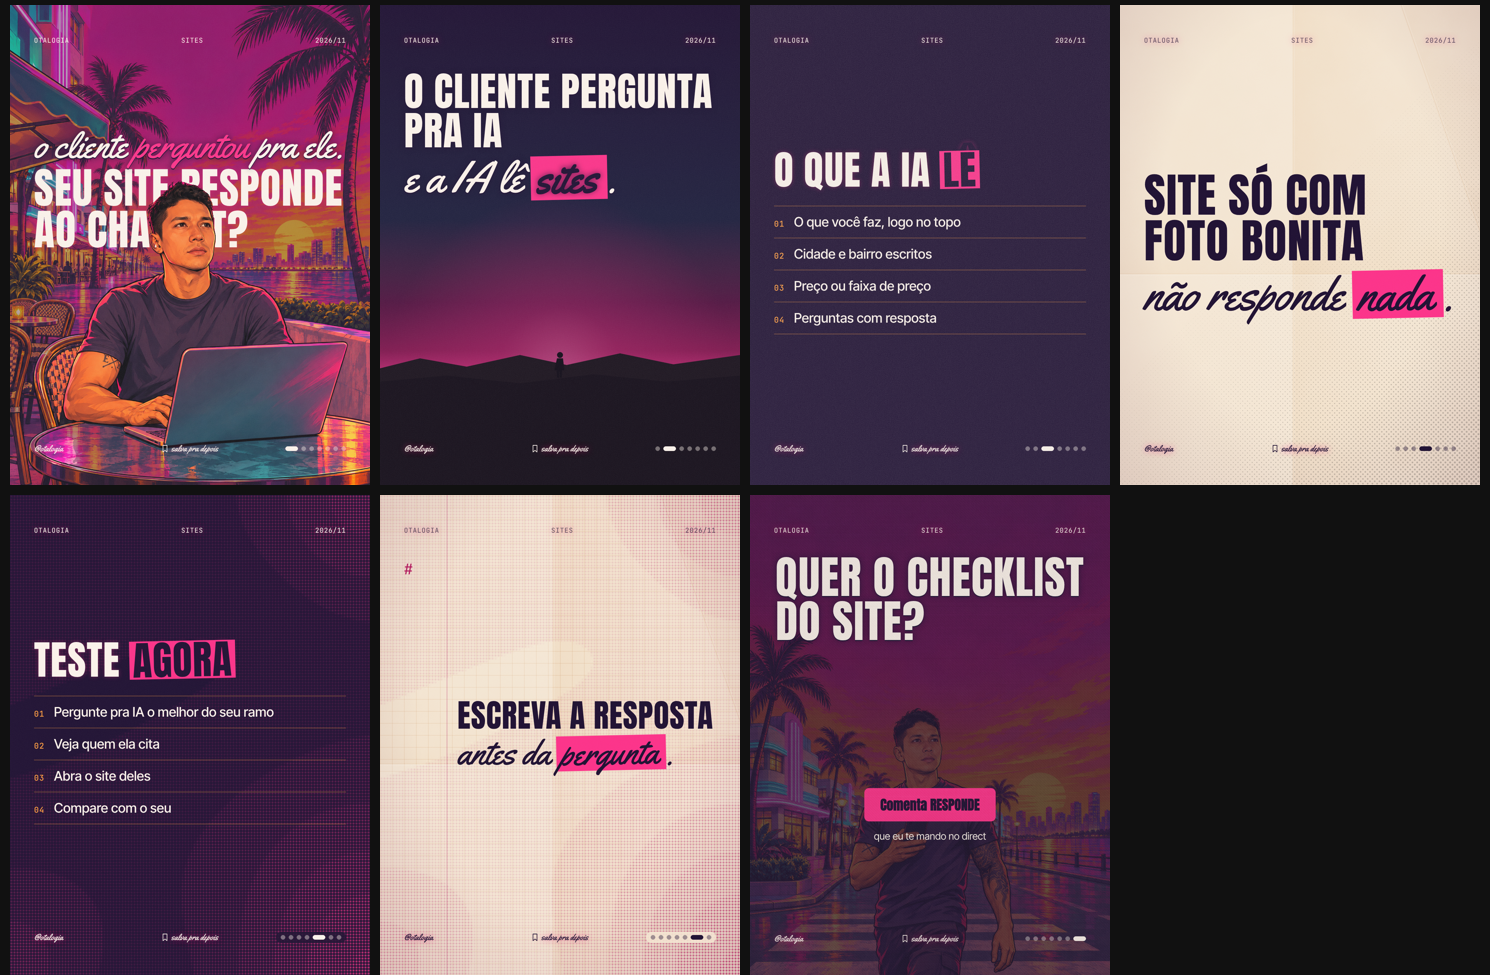 OTALOGIA SITES 2026/11
o cliente perguntou pra ele.
SEU SITE RESPONDE
AO CHA T?
@otalogia salva pra depois
OTALOGIA SITES 2026/11
O CLIENTE PERGUNTA
PRA IA
e a IA lê sites.
@otalogia salva pra depois
OTALOGIA SITES 2026/11
O QUE A IA LÊ
01 O que você faz, logo no topo
02 Cidade e bairro escritos
03 Preço ou faixa de preço
04 Perguntas com resposta
@otalogia salva pra depois
OTALOGIA SITES 2026/11
SITE SÓ COM
FOTO BONITA
não responde nada.
@otalogia salva pra depois
OTALOGIA SITES 2026/11
TESTE AGORA
01 Pergunte pra IA o melhor do seu ramo
02 Veja quem ela cita
03 Abra o site deles
04 Compare com o seu
@otalogia salva pra depois
OTALOGIA SITES 2026/11
#
ESCREVA A RESPOSTA
antes da pergunta.
@otalogia salva pra depois
OTALOGIA SITES 2026/11
QUER O CHECKLIST
DO SITE?
Comenta RESPONDE
que eu te mando no direct
@otalogia salva pra depois